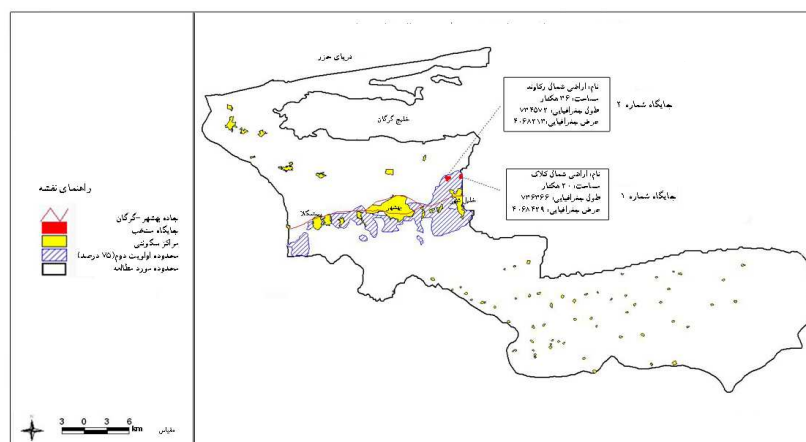 دریای خزر
خلیج گرگان
نام: اراضی شمال رکاوند
مساحت: ۳۶ هکتار
طول جغرافیایی: ۷۳۴۵۷۲
عرض جغرافیایی: ۴۰۶۸۲۱۳
جایگاه شماره ۲
نام: اراضی شمال کلاک
مساحت: ۲۰ هکتار
طول جغرافیایی: ۷۳۶۳۶۶
عرض جغرافیایی: ۴۰۶۸۴۲۹
جایگاه شماره ۱
بهشهر
خلیل شهر
راهنمای نقشه
جاده بهشهر-گرگان
جایگاه منتخب
مراکز سکونتی
محدوده اولویت دوم(۷۵ درصد)
محدوده مورد مطالعه
3 0 3 6
km
مقیاس